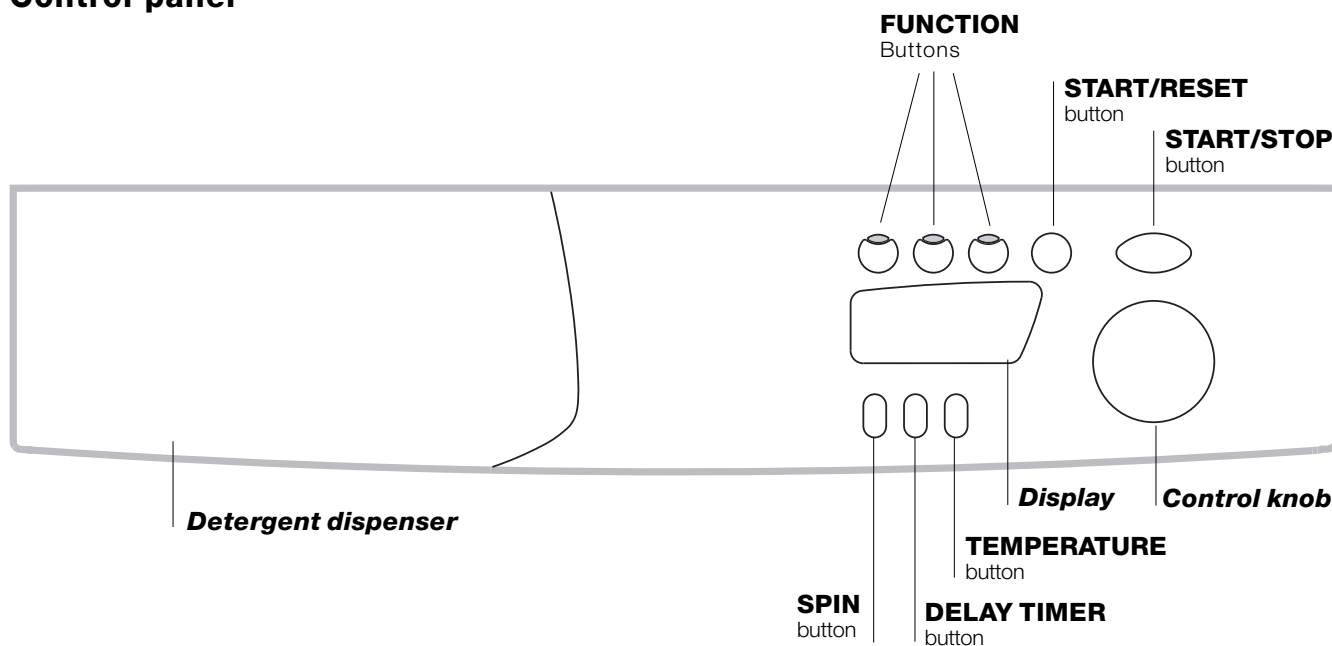 Control panel
FUNCTION
Buttons
START/RESET
button
START/STOP
button
Detergent dispenser
Display
Control knob
TEMPERATURE
button
SPIN
button
DELAY TIMER
button